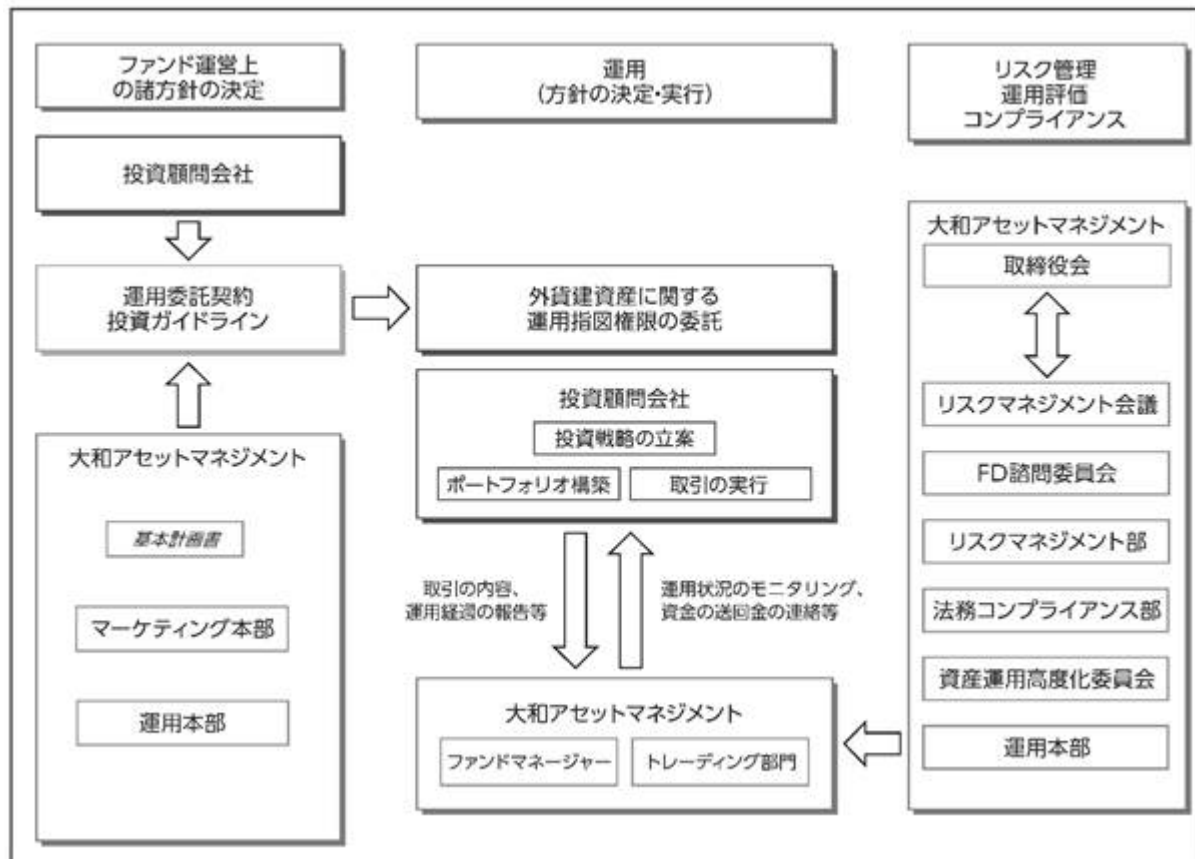 ファンド運営上
の諸方針の決定
投資顧問会社
運用委託契約
投資ガイドライン
大和アセットマネジメント
基本計画書
マーケティング本部
運用本部
運用
(方針の決定・実行)
外貨建資産に関する
運用指図権限の委託
投資顧問会社
投資戦略の立案
ポートフォリオ構築
取引の実行
取引の内容、
運用経過の報告等
運用状況のモニタリング、
資金の送回金の連絡等
大和アセットマネジメント
ファンドマネージャー
トレーディング部門
リスク管理
運用評価
コンプライアンス
大和アセットマネジメント
取締役会
リスクマネジメント会議
FD諮問委員会
リスクマネジメント部
法務コンプライアンス部
資産運用高度化委員会
運用本部